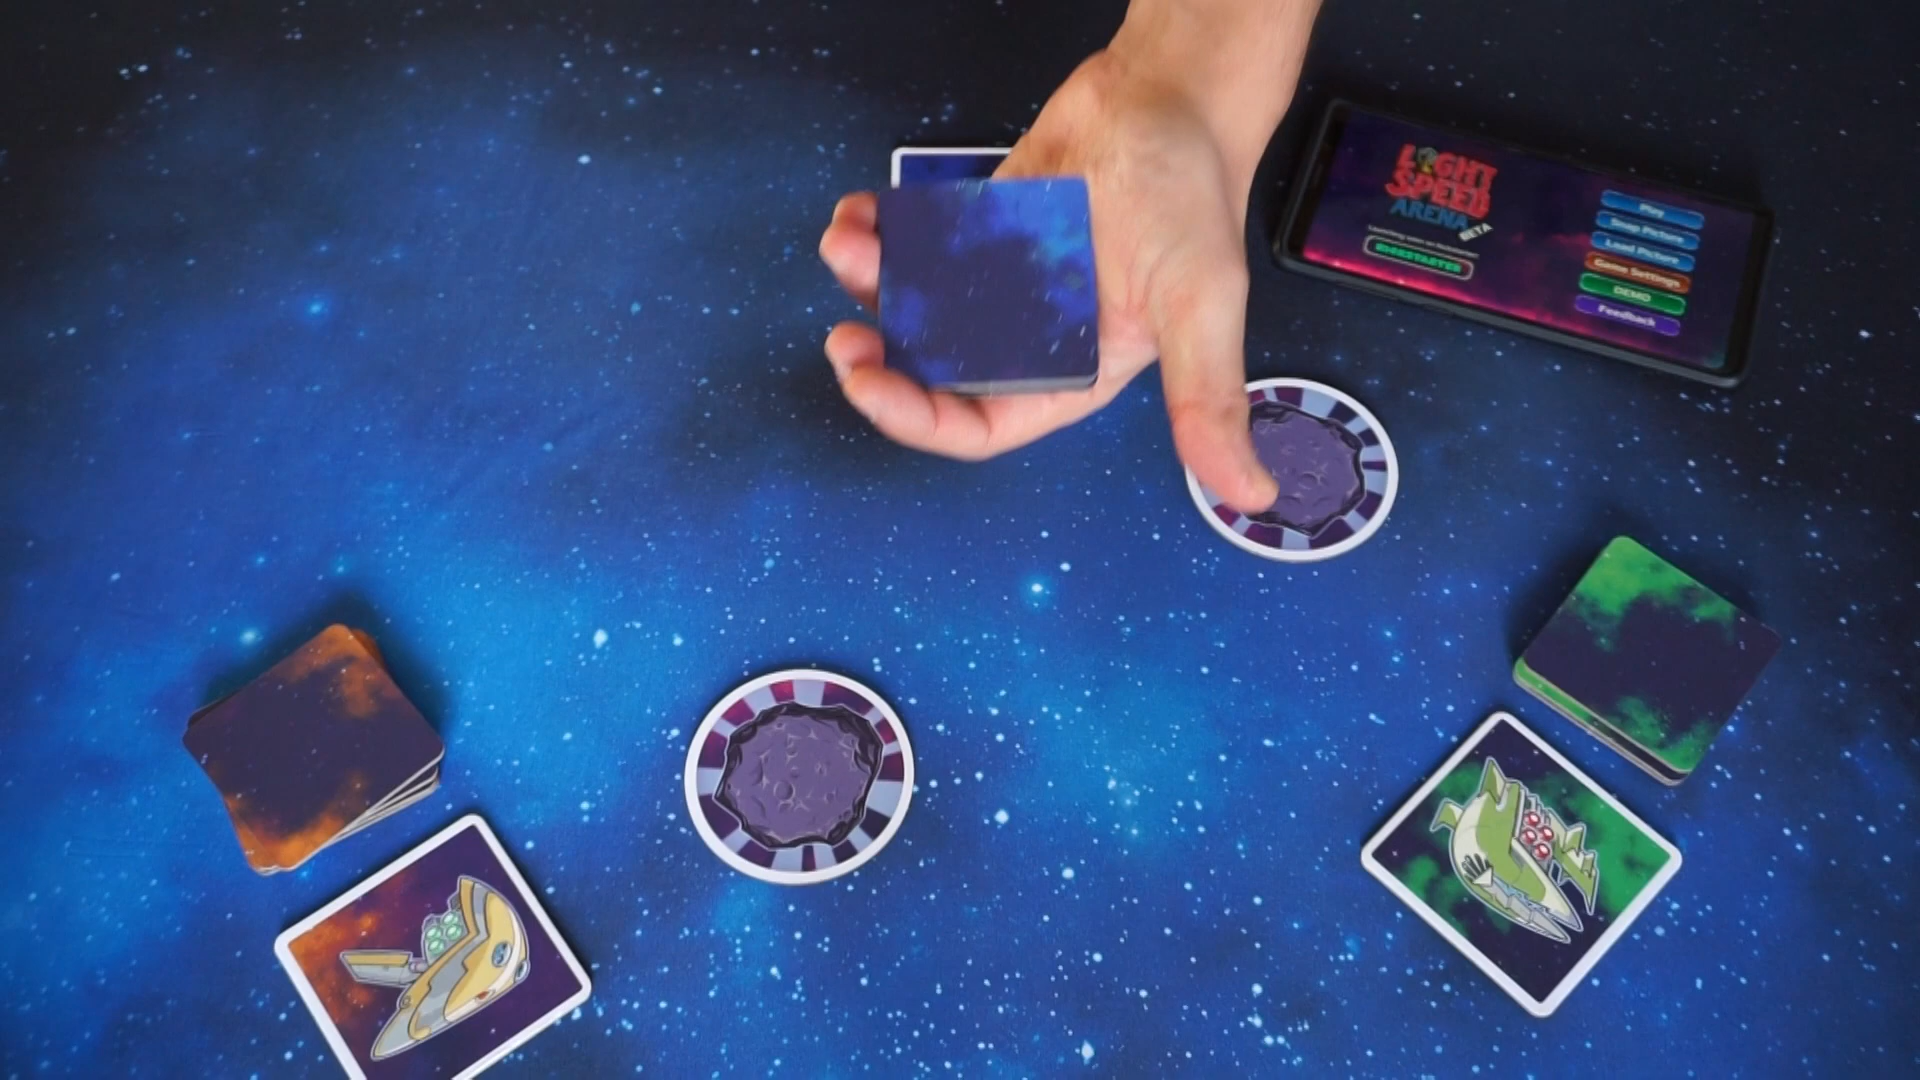 LIGHT
SPEED
ARENA
BETA
KICKSTARTER
Play
Snap Picture
Load Picture
Game Settings
DEMO
Feedback